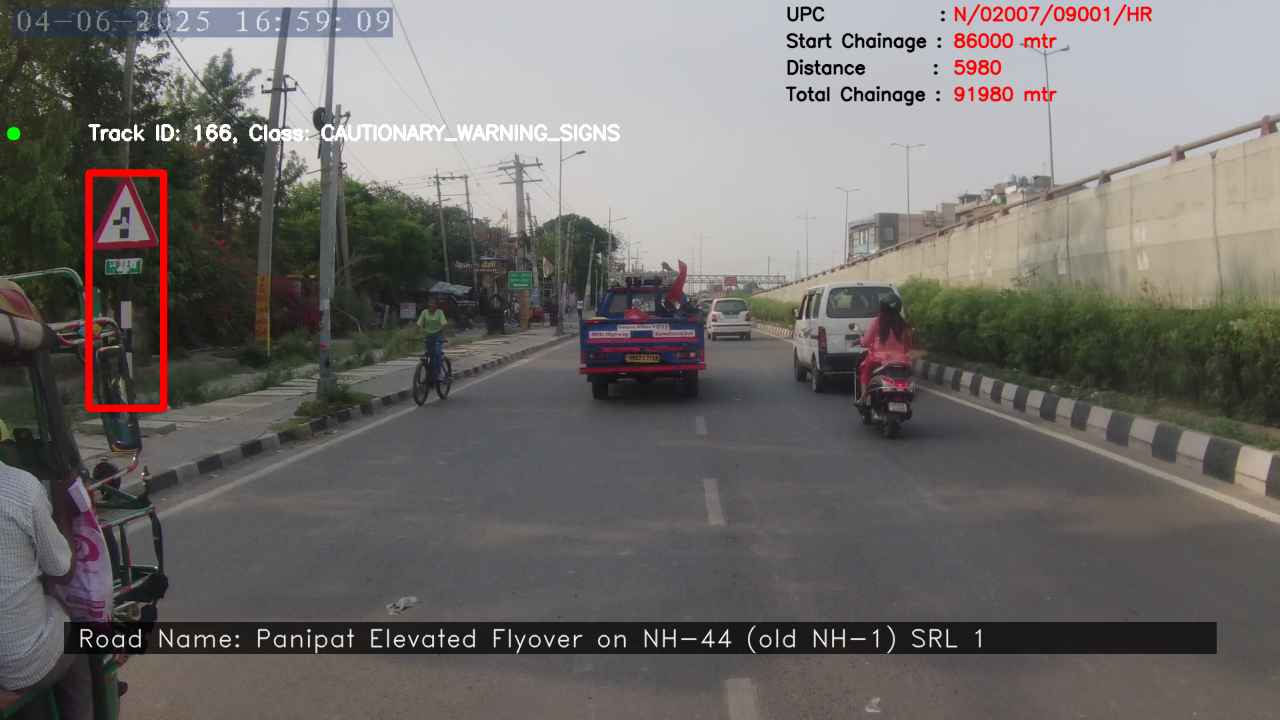 04-06-2025 16:59:09
UPC : N/02007/09001/HR
Start Chainage : 86000 mtr
Distance : 5980
Total Chainage : 91980 mtr
Track ID: 166, Class: CAUTIONARY_WARNING_SIGNS
Road Name: Panipat Elevated Flyover on NH-44 (old NH-1) SRL 1